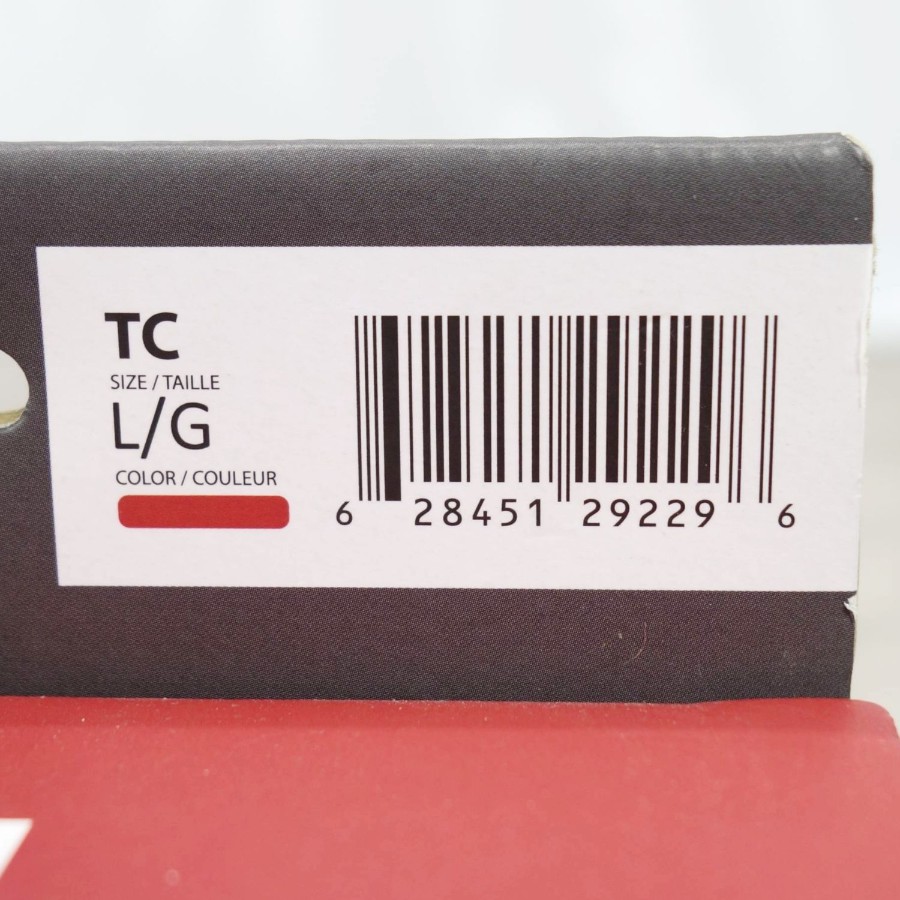 TC
SIZE / TAILLE
L/G
COLOR / COULEUR
6 28451 29229 6